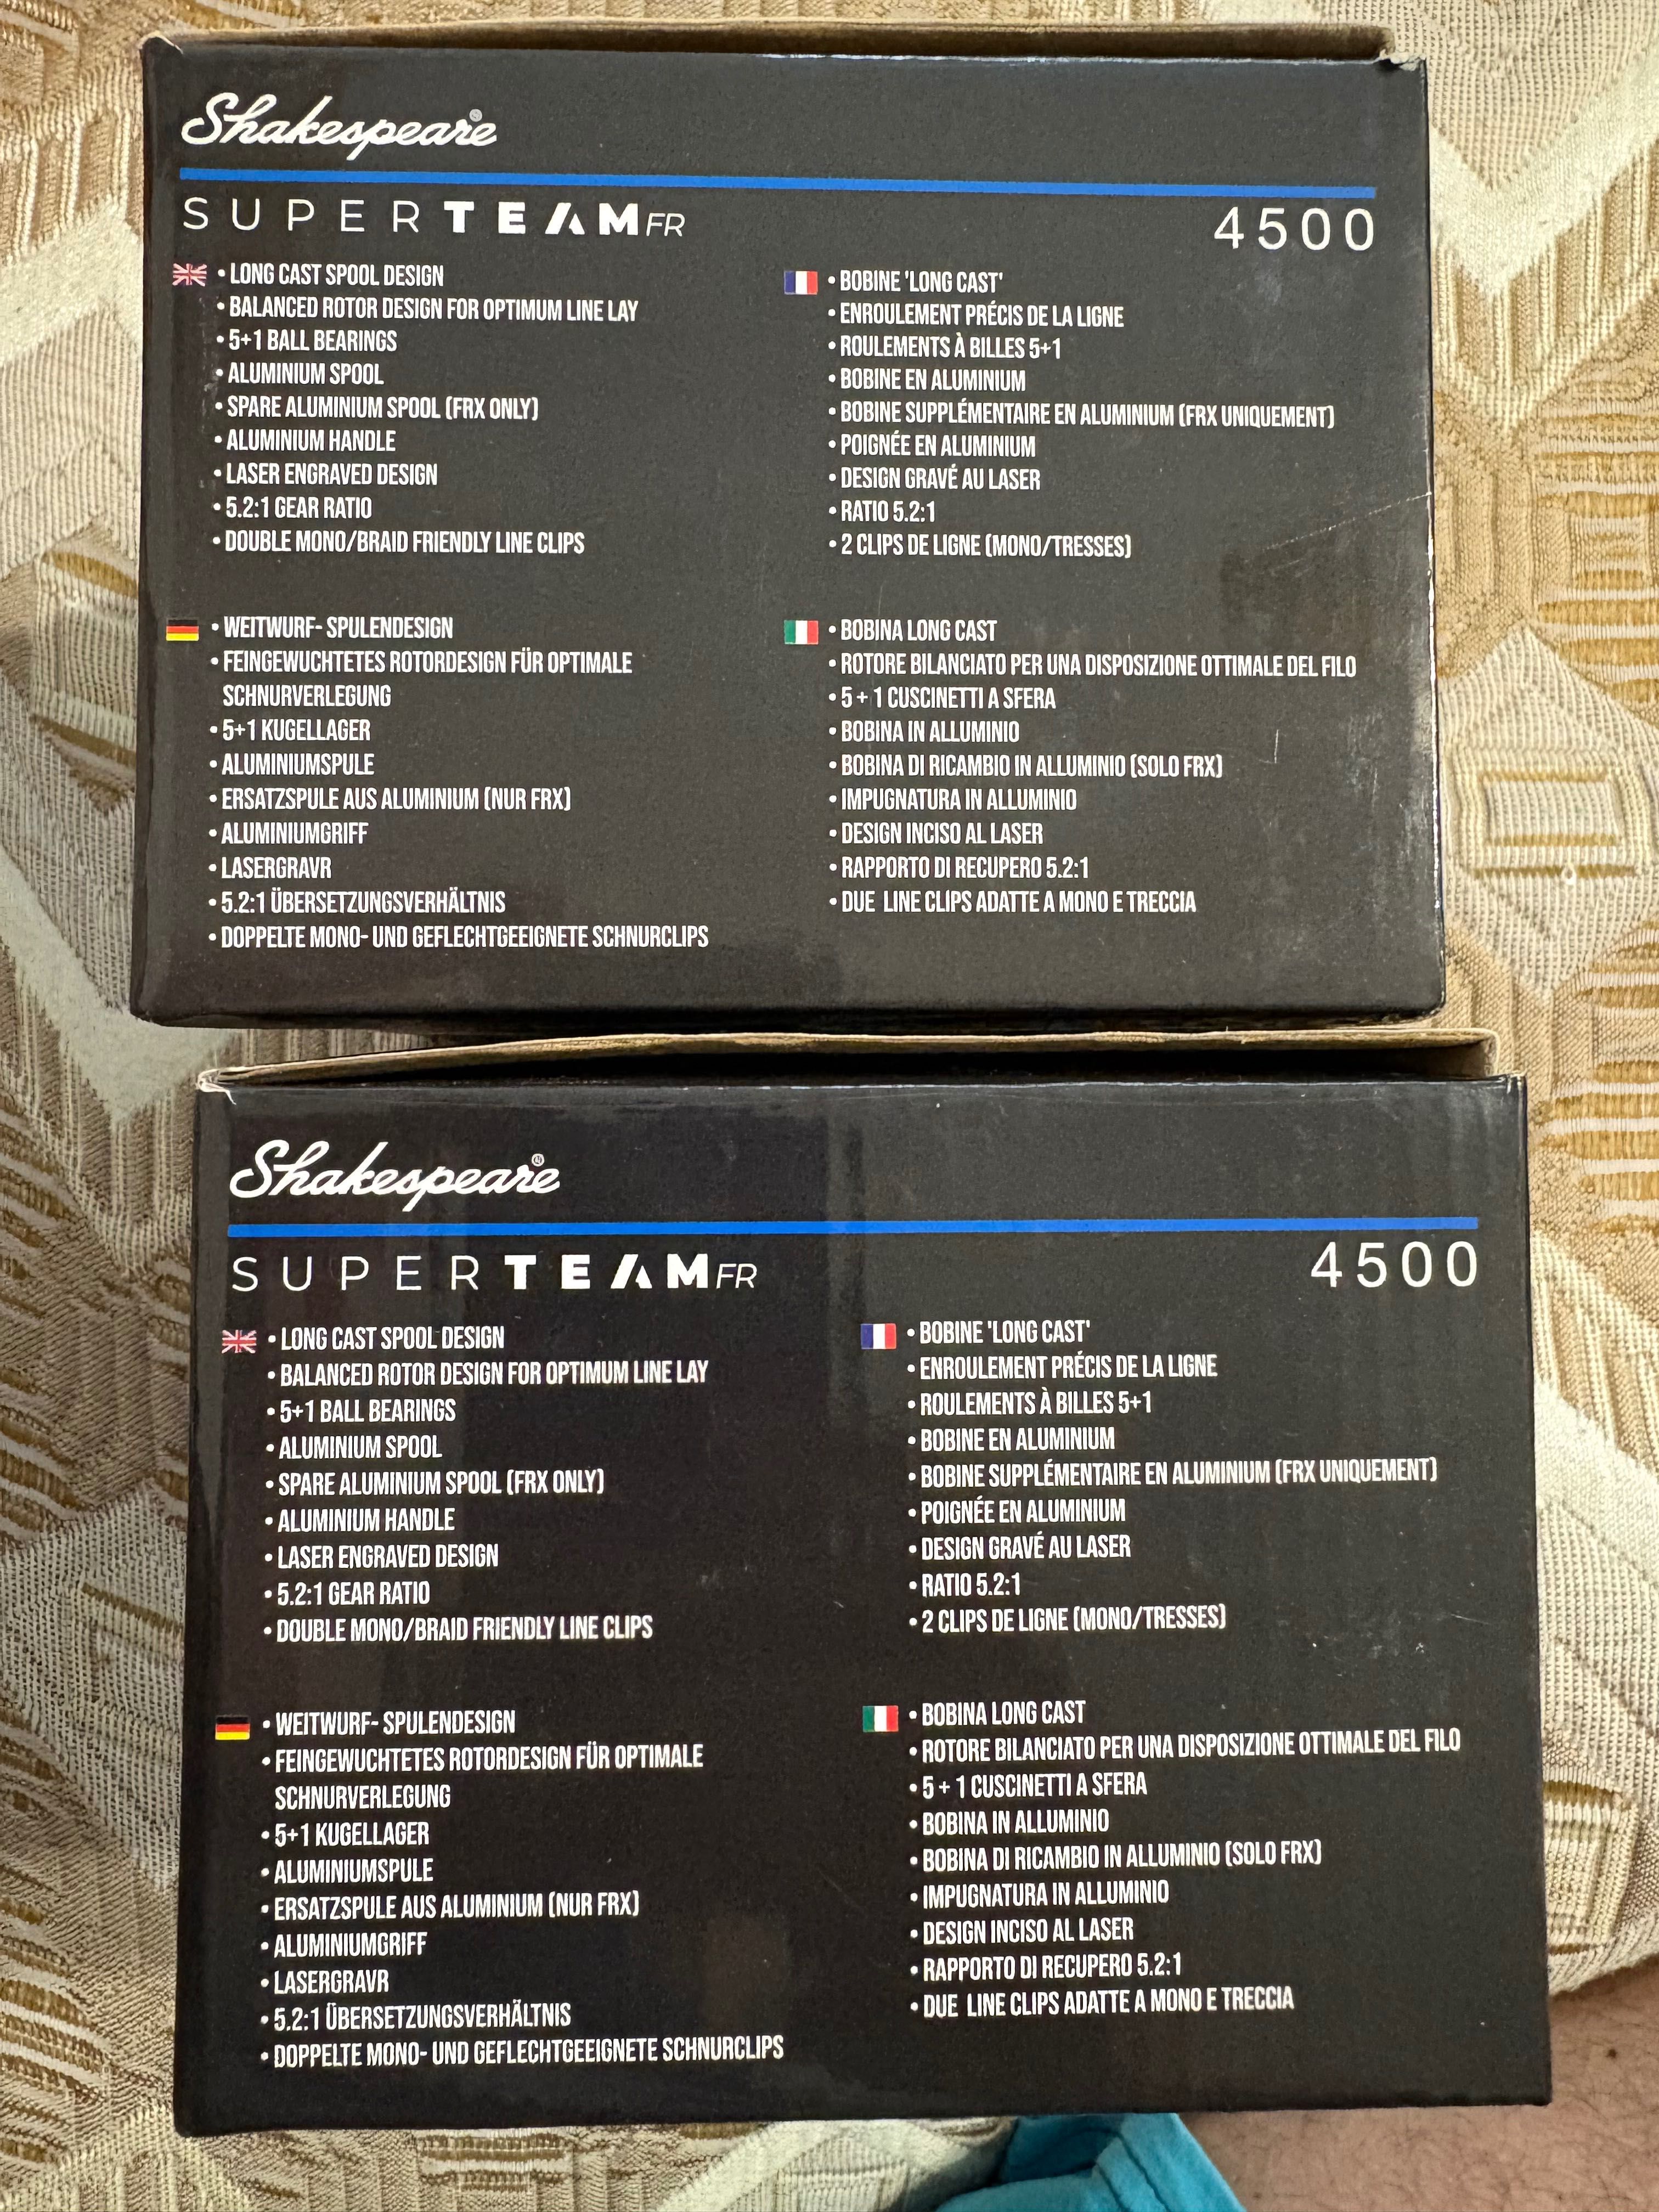 Shakespeare®
SUPERTEAM FR
4500
• LONG CAST SPOOL DESIGN
• BALANCED ROTOR DESIGN FOR OPTIMUM LINE LAY
• 5+1 BALL BEARINGS
• ALUMINIUM SPOOL
• SPARE ALUMINIUM SPOOL (FRX ONLY)
• ALUMINIUM HANDLE
• LASER ENGRAVED DESIGN
• 5.2:1 GEAR RATIO
• DOUBLE MONO/BRAID FRIENDLY LINE CLIPS
• BOBINE 'LONG CAST'
• ENROULEMENT PRÉCIS DE LA LIGNE
• ROULEMENTS À BILLES 5+1
• BOBINE EN ALUMINIUM
• BOBINE SUPPLÉMENTAIRE EN ALUMINIUM (FRX UNIQUEMENT)
• POIGNÉE EN ALUMINIUM
• DESIGN GRAVÉ AU LASER
• RATIO 5.2:1
• 2 CLIPS DE LIGNE (MONO/TRESSES)
• WEITWURF- SPULENDESIGN
• FEINGEWUCHTETES ROTORDESIGN FÜR OPTIMALE
SCHNURVERLEGUNG
• 5+1 KUGELLAGER
• ALUMINIUMSPULE
• ERSATZSPULE AUS ALUMINIUM (NUR FRX)
• ALUMINIUMGRIFF
• LASERGRAVR
• 5.2:1 ÜBERSETZUNGSVERHÄLTNIS
• DOPPELTE MONO- UND GEFLECHTGEEIGNETE SCHNURCLIPS
• BOBINA LONG CAST
• ROTORE BILANCIATO PER UNA DISPOSIZIONE OTTIMALE DEL FILO
• 5 + 1 CUSCINETTI A SFERA
• BOBINA IN ALLUMINIO
• BOBINA DI RICAMBIO IN ALLUMINIO (SOLO FRX)
• IMPUGNATURA IN ALLUMINIO
• DESIGN INCISO AL LASER
• RAPPORTO DI RECUPERO 5.2:1
• DUE LINE CLIPS ADATTE A MONO E TRECCIA
Shakespeare®
SUPERTEAM FR
4500
• LONG CAST SPOOL DESIGN
• BALANCED ROTOR DESIGN FOR OPTIMUM LINE LAY
• 5+1 BALL BEARINGS
• ALUMINIUM SPOOL
• SPARE ALUMINIUM SPOOL (FRX ONLY)
• ALUMINIUM HANDLE
• LASER ENGRAVED DESIGN
• 5.2:1 GEAR RATIO
• DOUBLE MONO/BRAID FRIENDLY LINE CLIPS
• BOBINE 'LONG CAST'
• ENROULEMENT PRÉCIS DE LA LIGNE
• ROULEMENTS À BILLES 5+1
• BOBINE EN ALUMINIUM
• BOBINE SUPPLÉMENTAIRE EN ALUMINIUM (FRX UNIQUEMENT)
• POIGNÉE EN ALUMINIUM
• DESIGN GRAVÉ AU LASER
• RATIO 5.2:1
• 2 CLIPS DE LIGNE (MONO/TRESSES)
• WEITWURF- SPULENDESIGN
• FEINGEWUCHTETES ROTORDESIGN FÜR OPTIMALE
SCHNURVERLEGUNG
• 5+1 KUGELLAGER
• ALUMINIUMSPULE
• ERSATZSPULE AUS ALUMINIUM (NUR FRX)
• ALUMINIUMGRIFF
• LASERGRAVR
• 5.2:1 ÜBERSETZUNGSVERHÄLTNIS
• DOPPELTE MONO- UND GEFLECHTGEEIGNETE SCHNURCLIPS
• BOBINA LONG CAST
• ROTORE BILANCIATO PER UNA DISPOSIZIONE OTTIMALE DEL FILO
• 5 + 1 CUSCINETTI A SFERA
• BOBINA IN ALLUMINIO
• BOBINA DI RICAMBIO IN ALLUMINIO (SOLO FRX)
• IMPUGNATURA IN ALLUMINIO
• DESIGN INCISO AL LASER
• RAPPORTO DI RECUPERO 5.2:1
• DUE LINE CLIPS ADATTE A MONO E TRECCIA